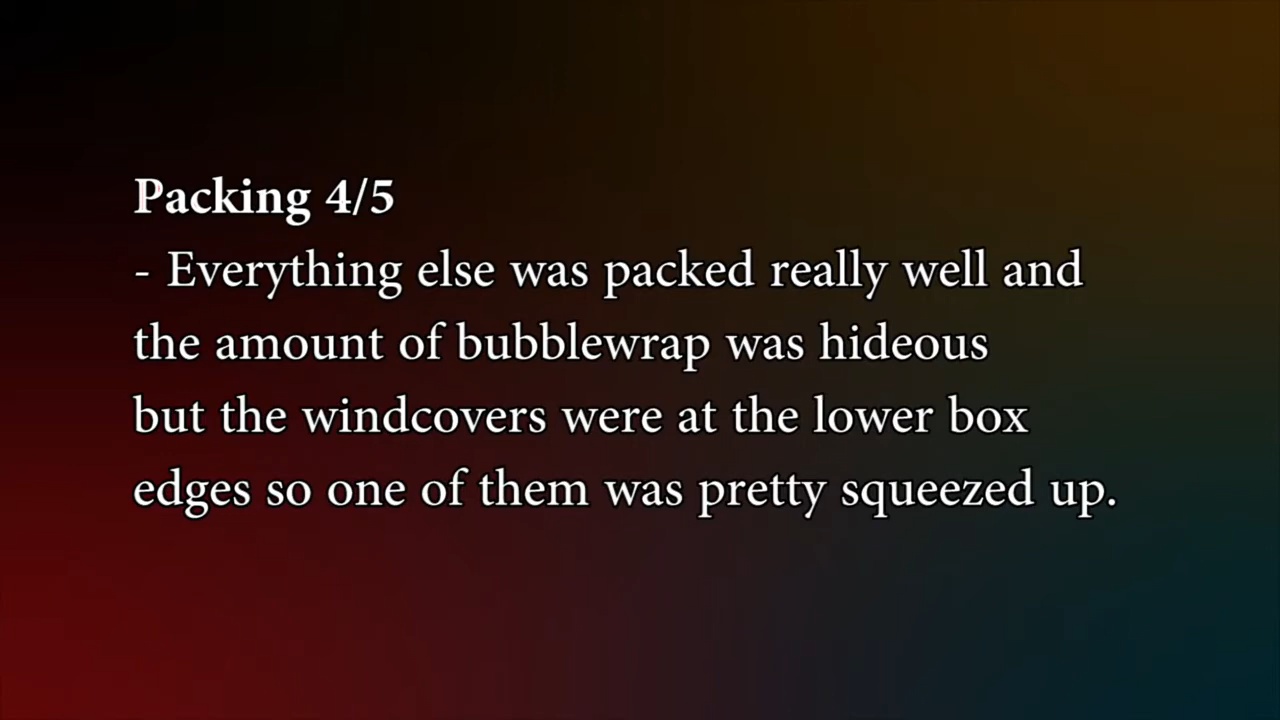 Packing 4/5
- Everything else was packed really well and
the amount of bubblewrap was hideous
but the windcovers were at the lower box
edges so one of them was pretty squeezed up.